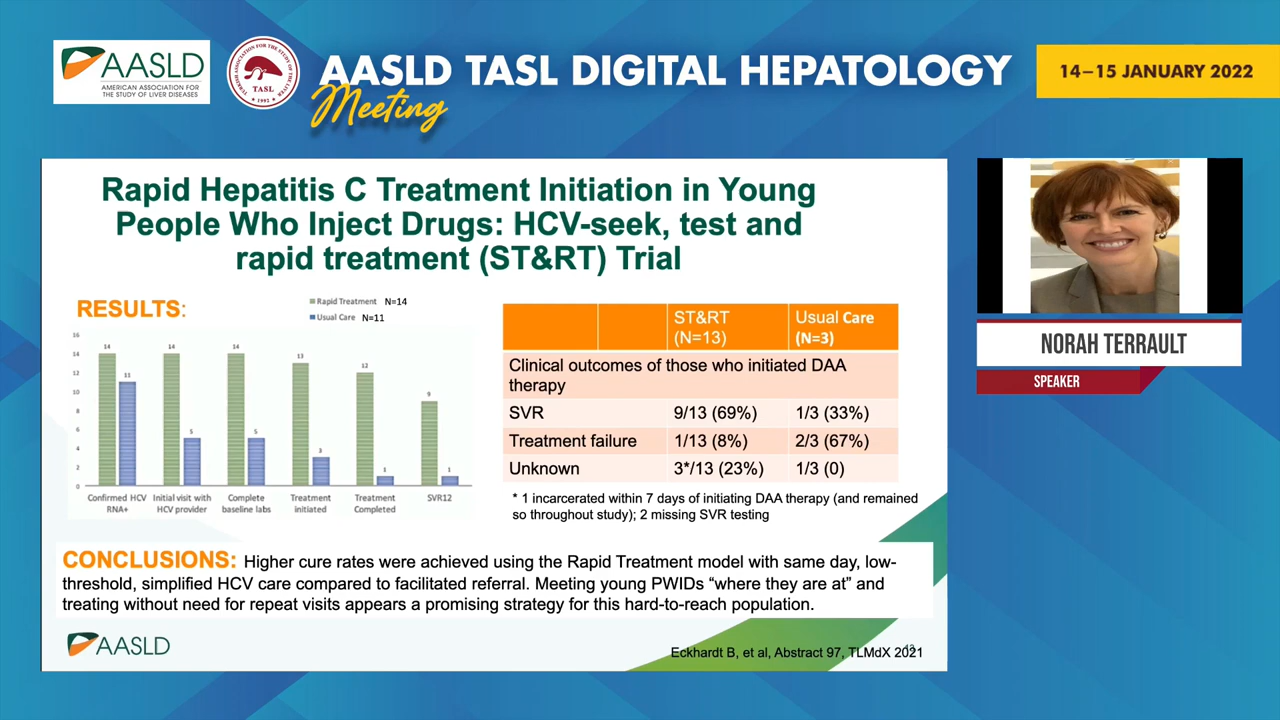 AASLD
AMERICAN ASSOCIATION FOR
THE STUDY OF LIVER DISEASES
TURKISH ASSOCIATION FOR THE STUDY OF THE LIVER
TASL
1992
AASLD TASL DIGITAL HEPATOLOGY
Meeting
14–15 JANUARY 2022
Rapid Hepatitis C Treatment Initiation in Young
People Who Inject Drugs: HCV-seek, test and
rapid treatment (ST&RT) Trial
RESULTS:
Rapid Treatment N=14
Usual Care N=11
16
14
12
10
8
6
4
2
0
14 11
14 5
14 5
13 3
12 1
9 1
Confirmed HCV RNA+
Initial visit with HCV provider
Complete baseline labs
Treatment initiated
Treatment Completed
SVR12
ST&RT (N=13) Usual Care (N=3)
Clinical outcomes of those who initiated DAA
therapy
SVR 9/13 (69%) 1/3 (33%)
Treatment failure 1/13 (8%) 2/3 (67%)
Unknown 3*/13 (23%) 1/3 (0)
* 1 incarcerated within 7 days of initiating DAA therapy (and remained
so throughout study); 2 missing SVR testing
CONCLUSIONS: Higher cure rates were achieved using the Rapid Treatment model with same day, low-
threshold, simplified HCV care compared to facilitated referral. Meeting young PWIDs “where they are at” and
treating without need for repeat visits appears a promising strategy for this hard-to-reach population.
AASLD
Eckhardt B, et al, Abstract 97, TLMdX 2021
NORAH TERRAULT
SPEAKER